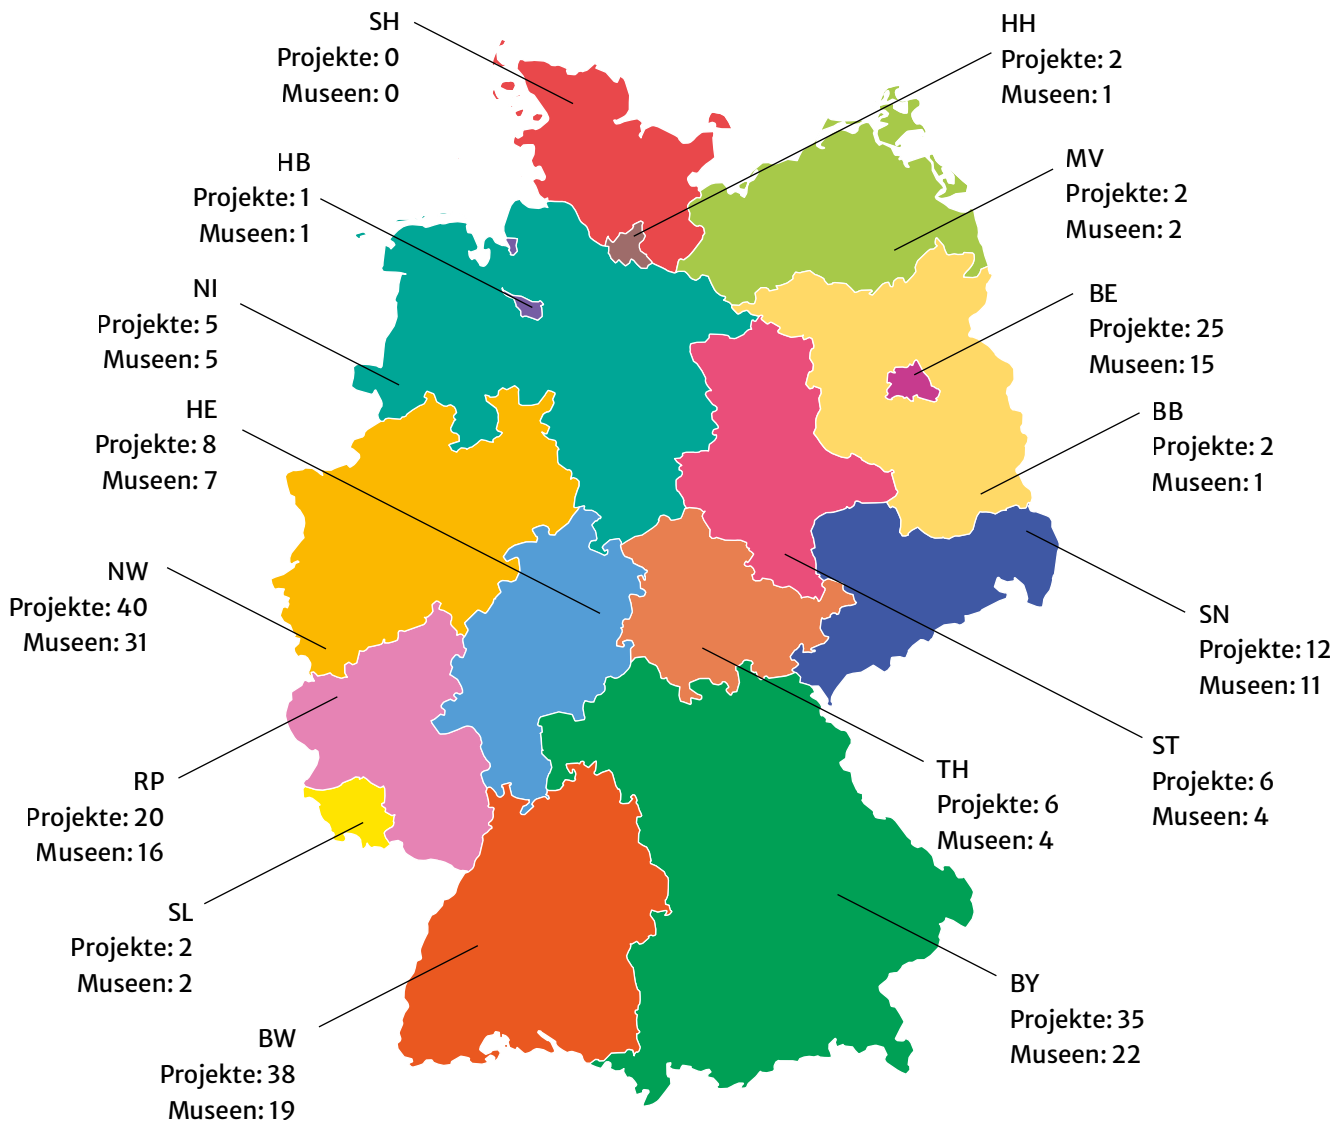 SH
Projekte: 0
Museen: 0
HH
Projekte: 2
Museen: 1
HB
Projekte: 1
Museen: 1
MV
Projekte: 2
Museen: 2
NI
Projekte: 5
Museen: 5
BE
Projekte: 25
Museen: 15
HE
Projekte: 8
Museen: 7
BB
Projekte: 2
Museen: 1
NW
Projekte: 40
Museen: 31
SN
Projekte: 12
Museen: 11
RP
Projekte: 20
Museen: 16
ST
Projekte: 6
Museen: 4
TH
Projekte: 6
Museen: 4
SL
Projekte: 2
Museen: 2
BY
Projekte: 35
Museen: 22
BW
Projekte: 38
Museen: 19